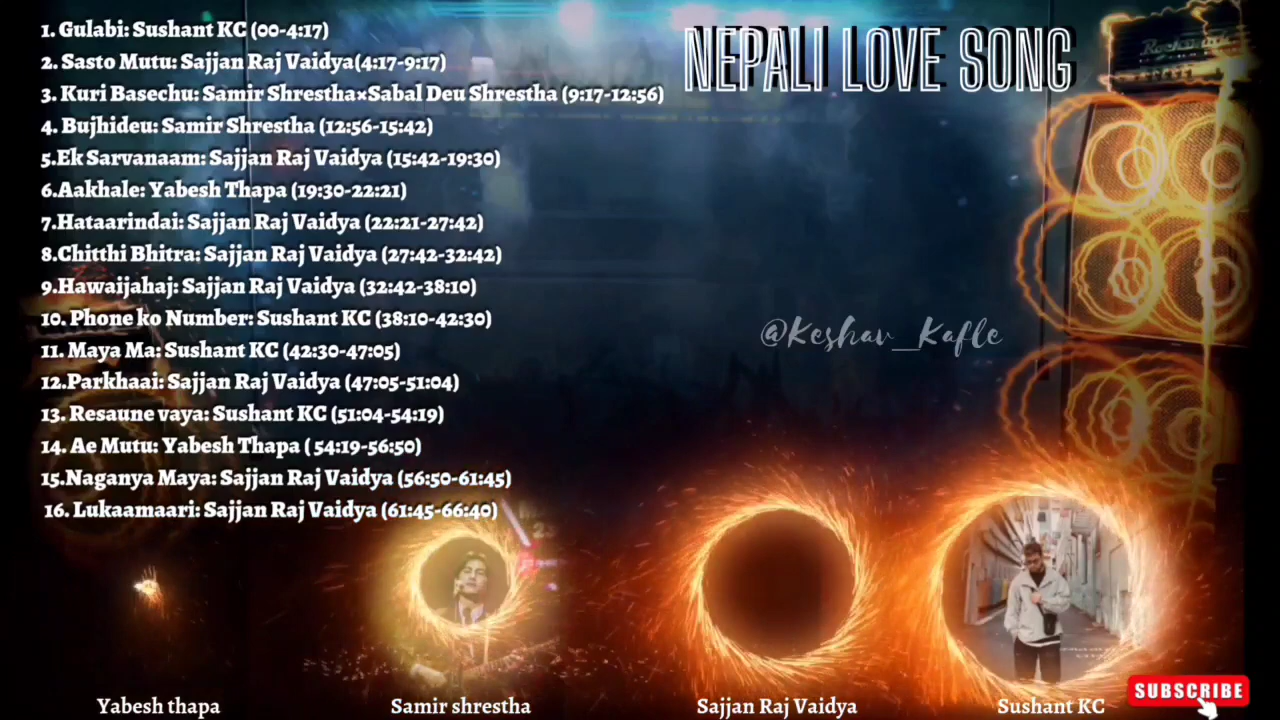 1. Gulabi: Sushant KC (00-4:17)
2. Sasto Mutu: Sajjan Raj Vaidya(4:17-9:17)
3. Kuri Basechu: Samir Shrestha×Sabal Deu Shrestha (9:17-12:56)
4. Bujhideu: Samir Shrestha (12:56-15:42)
5.Ek Sarvanaam: Sajjan Raj Vaidya (15:42-19:30)
6.Aakhale: Yabesh Thapa (19:30-22:21)
7.Hataarindai: Sajjan Raj Vaidya (22:21-27:42)
8.Chitthi Bhitra: Sajjan Raj Vaidya (27:42-32:42)
9.Hawaijahaj: Sajjan Raj Vaidya (32:42-38:10)
10. Phone ko Number: Sushant KC (38:10-42:30)
11. Maya Ma: Sushant KC (42:30-47:05)
12.Parkhaai: Sajjan Raj Vaidya (47:05-51:04)
13. Resaune vaya: Sushant KC (51:04-54:19)
14. Ae Mutu: Yabesh Thapa ( 54:19-56:50)
15.Naganya Maya: Sajjan Raj Vaidya (56:50-61:45)
16. Lukaamaari: Sajjan Raj Vaidya (61:45-66:40)
NEPALI LOVE SONG
@Keshav_Kafle
Yabesh thapa
Samir shrestha
Sajjan Raj Vaidya
Sushant KC
SUBSCRIBE